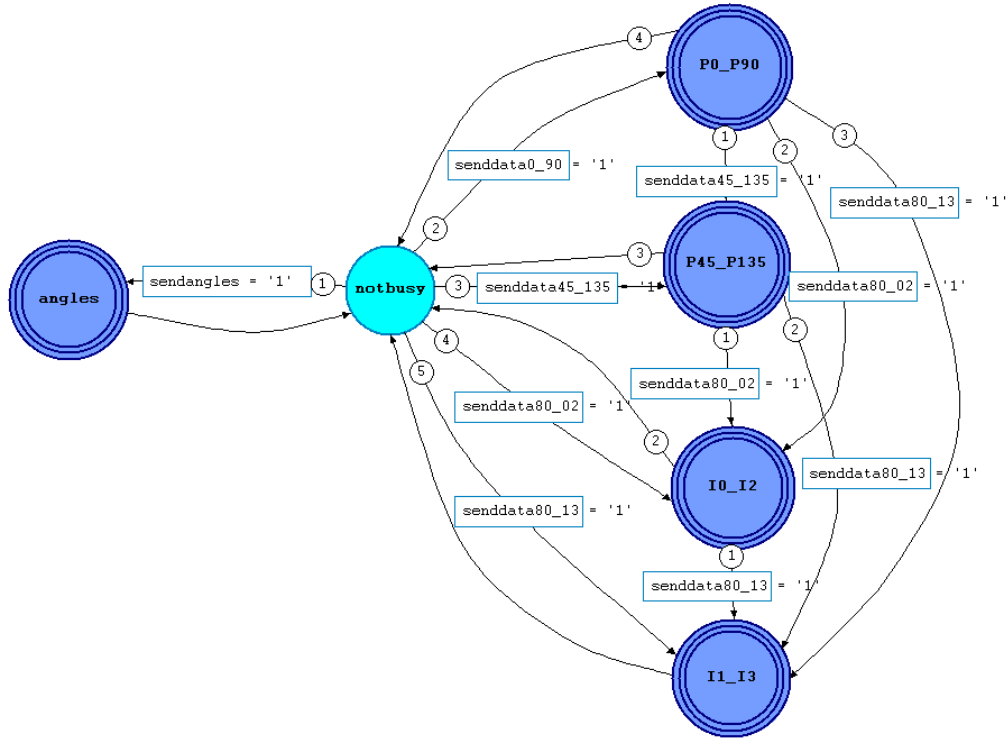 4
P0_P90
1
2
3
senddata0_90 = '1'
senddata45_135 = '1'
senddata80_13 = '1'
2
3
P45_P135
sendangles = '1'
1
notbusy
3
senddata45_135 = '1'
senddata80_02 = '1'
angles
4
1
2
5
senddata80_02 = '1'
senddata80_02 = '1'
2
I0_I2
senddata80_13 = '1'
senddata80_13 = '1'
1
senddata80_13 = '1'
I1_I3